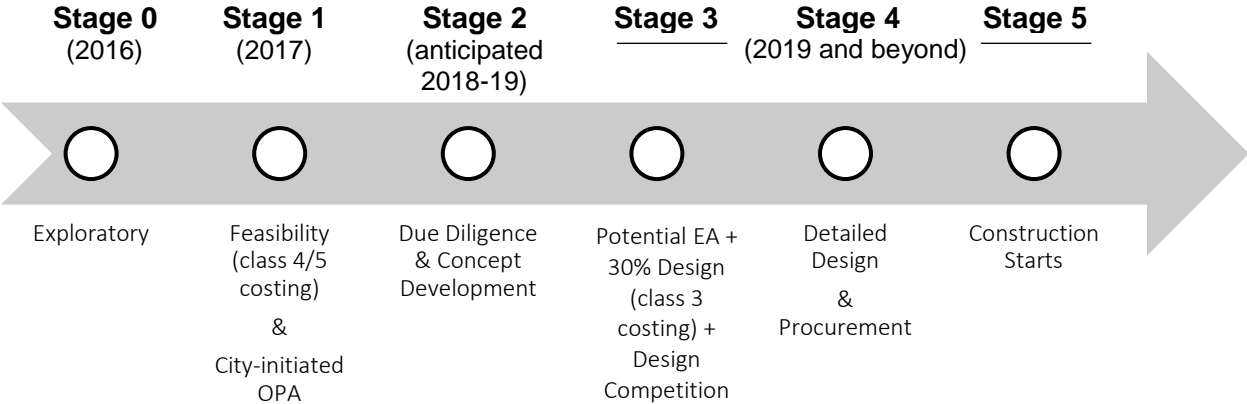 Stage 0
(2016)
Stage 1
(2017)
Stage 2
(anticipated
2018-19)
Stage 3
Stage 4
(2019 and beyond)
Stage 5
Exploratory
Feasibility
(class 4/5
costing)
&
City-initiated
OPA
Due Diligence
& Concept
Development
Potential EA +
30% Design
(class 3
costing) +
Design
Competition
Detailed
Design
&
Procurement
Construction
Starts